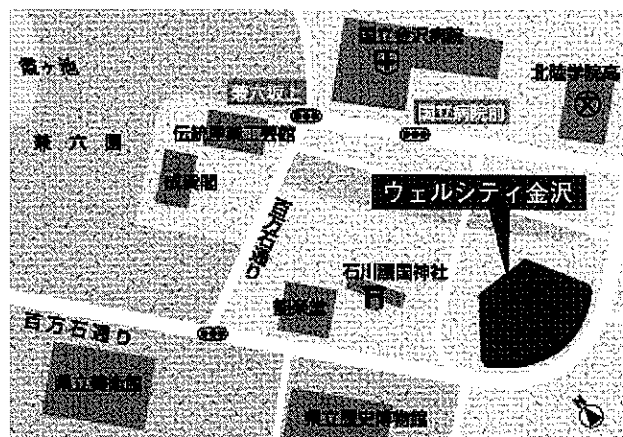 国立金沢病院
霞ヶ池
北陸学院高
兼六坂上
国立病院前
兼六園
伝統産業工芸館
成巽閣
ウェルシティ金沢
百万石通り
石川護国神社
百万石通り
県立美術館
県立歴史博物館